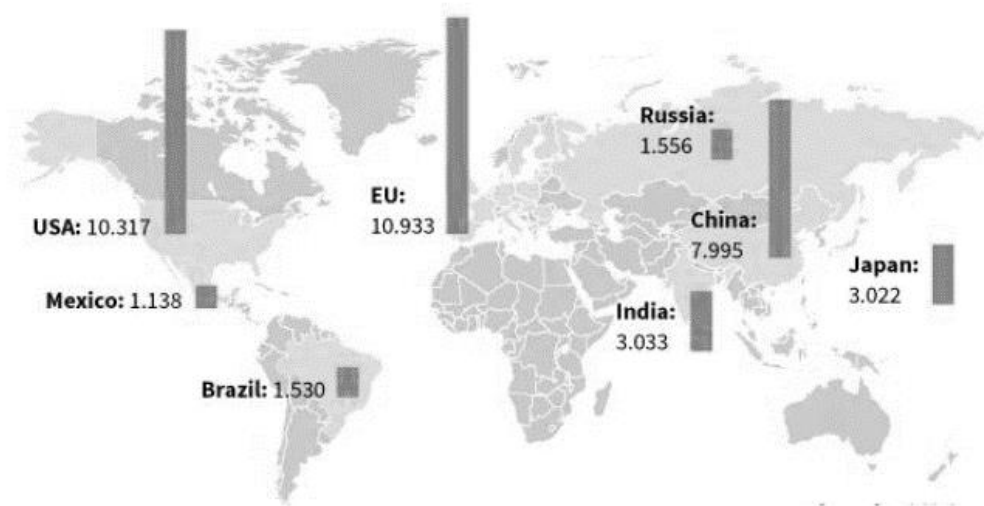 Russia:
1.556
EU:
10.933
USA: 10.317
China:
7.995
Japan:
3.022
Mexico: 1.138
India:
3.033
Brazil: 1.530